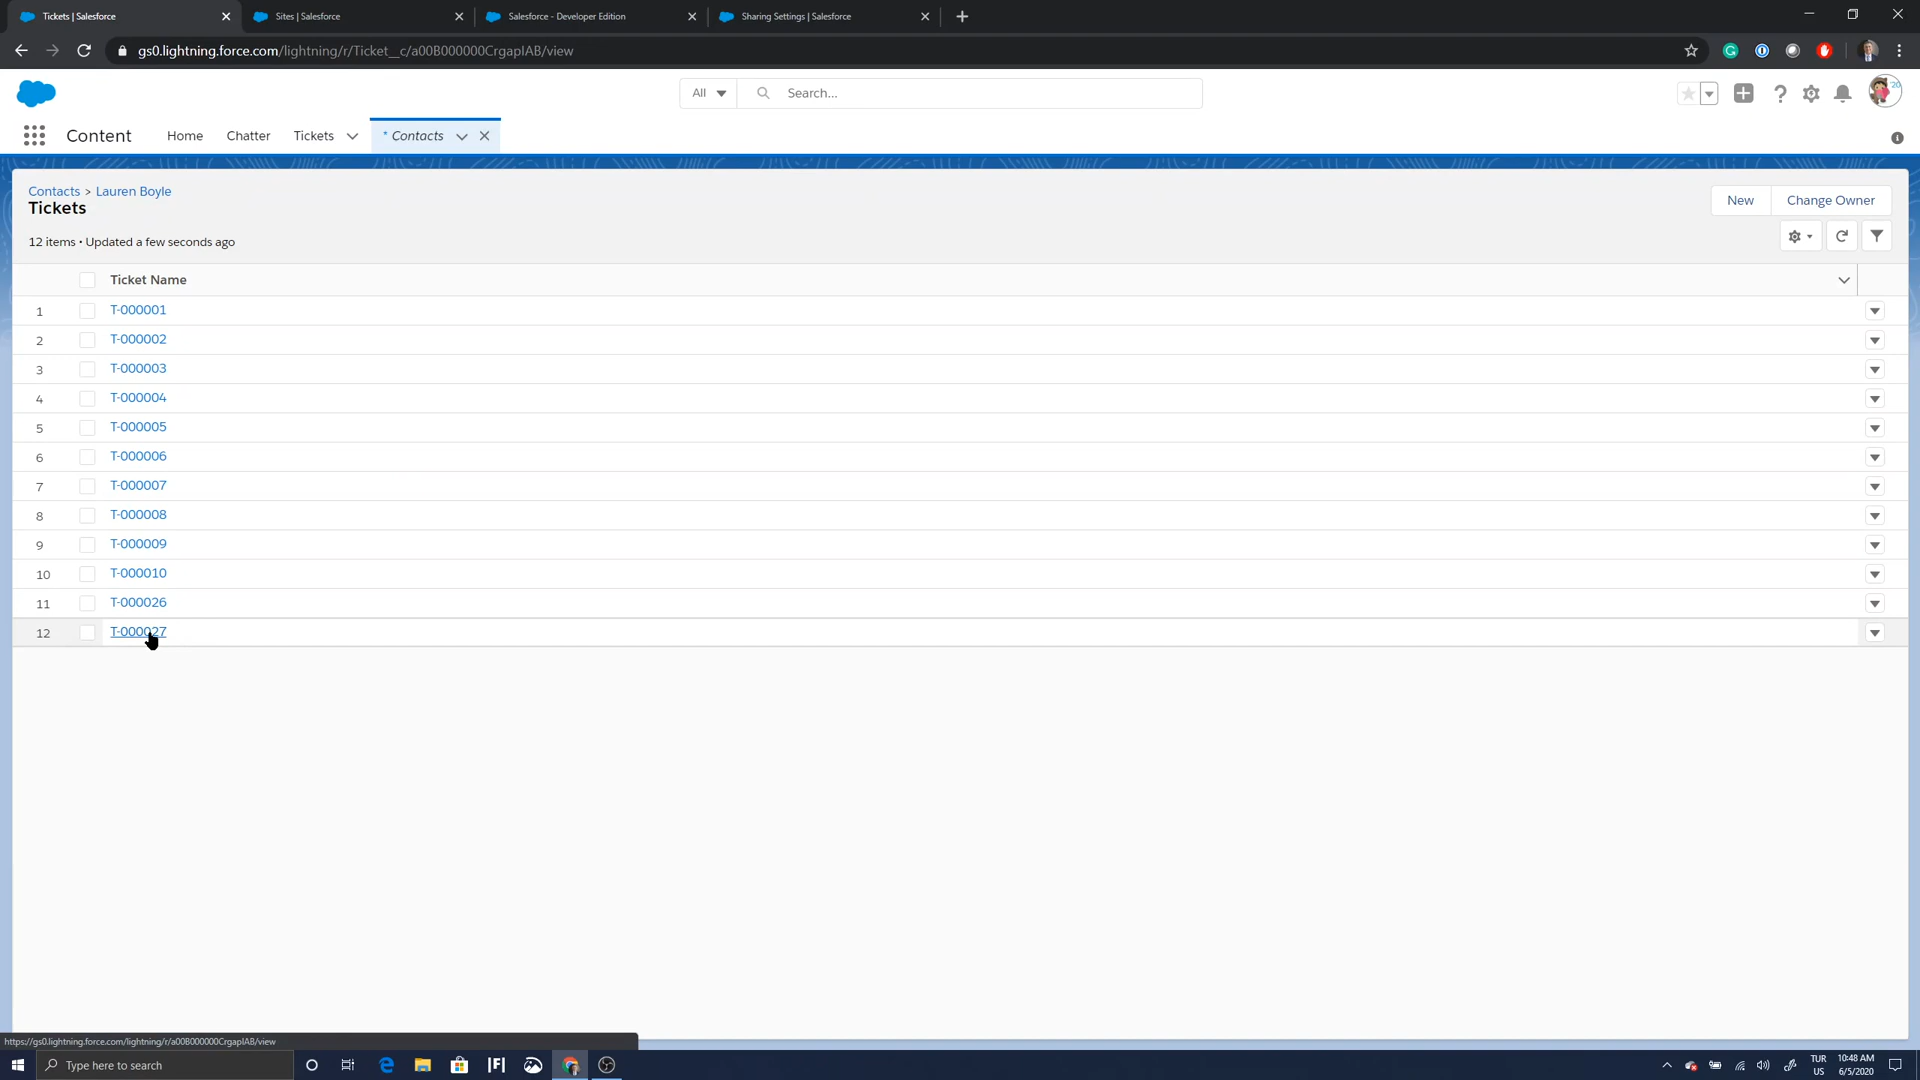 Tickets | Salesforce
Sites | Salesforce
Salesforce - Developer Edition
Sharing Settings | Salesforce
gs0.lightning.force.com/lightning/r/Ticket__c/a00B000000CrgapIAB/view
All
Search...
Content
Home
Chatter
Tickets
* Contacts
Contacts > Lauren Boyle
Tickets
New
Change Owner
12 items • Updated a few seconds ago
Ticket Name
1 T-000001
2 T-000002
3 T-000003
4 T-000004
5 T-000005
6 T-000006
7 T-000007
8 T-000008
9 T-000009
10 T-000010
11 T-000026
12 T-000027
https://gs0.lightning.force.com/lightning/r/a00B000000CrgapIAB/view
Type here to search
|F|
TUR
US
10:48 AM
6/5/2020